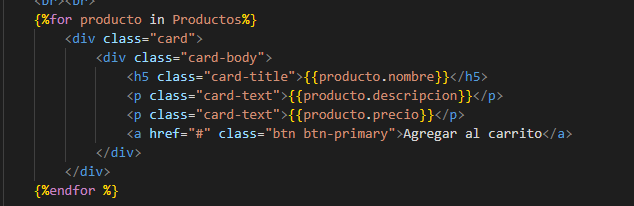 <br><br>
{%for producto in Productos%}
<div class="card">
<div class="card-body">
<h5 class="card-title">{{producto.nombre}}</h5>
<p class="card-text">{{producto.descripcion}}</p>
<p class="card-text">{{producto.precio}}</p>
<a href="#" class="btn btn-primary">Agregar al carrito</a>
</div>
</div>
{%endfor %}